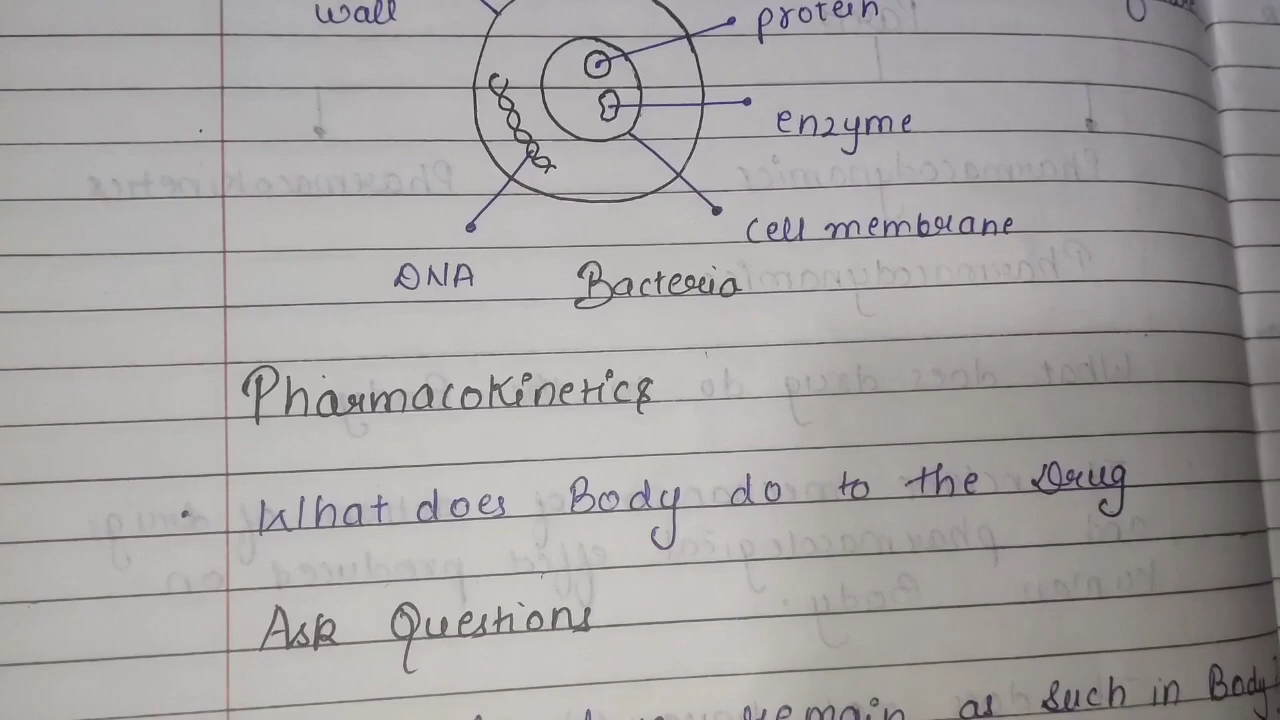 wall
protein
enzyme
cell membrane
DNA
Bacteria
Pharmacokinetics
· What does Body do to the Drug
Ask Questions
remain as such in Body